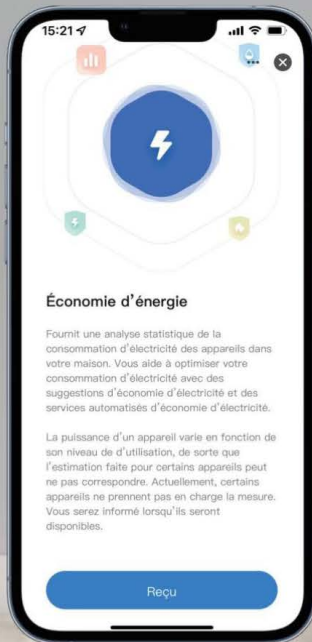 15:21
Économie d'énergie
Fournit une analyse statistique de la
consommation d'électricité des appareils dans
votre maison. Vous aide à optimiser votre
consommation d'électricité avec des
suggestions d'économie d'électricité et des
services automatisés d'économie d'électricité.
La puissance d'un appareil varie en fonction de
son niveau d'utilisation, de sorte que
l'estimation faite pour certains appareils peut
ne pas correspondre. Actuellement, certains
appareils ne prennent pas en charge la mesure.
Vous serez informé lorsqu'ils seront
disponibles.
Reçu